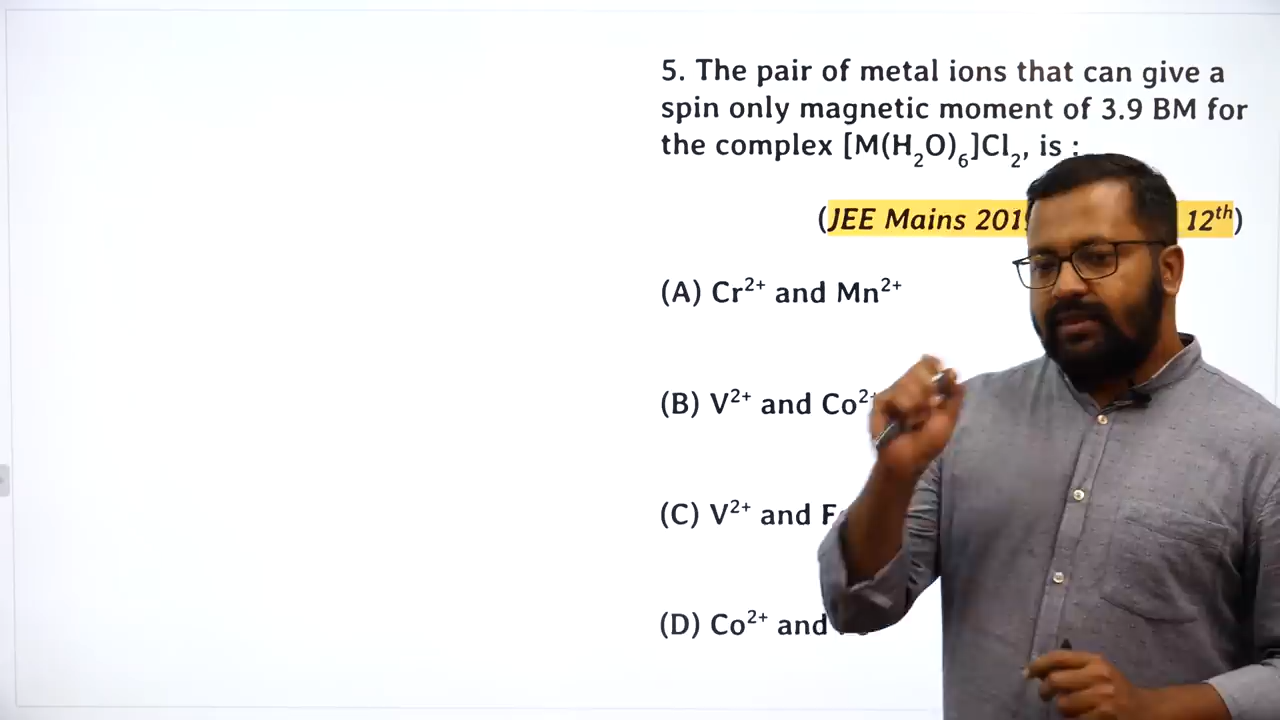 5. The pair of metal ions that can give a
spin only magnetic moment of 3.9 BM for
the complex [M(H₂O)₆]Cl₂, is :
(JEE Mains 201 12ᵗʰ)
(A) Cr²⁺ and Mn²⁺
(B) V²⁺ and Co²⁺
(C) V²⁺ and
(D) Co²⁺ and